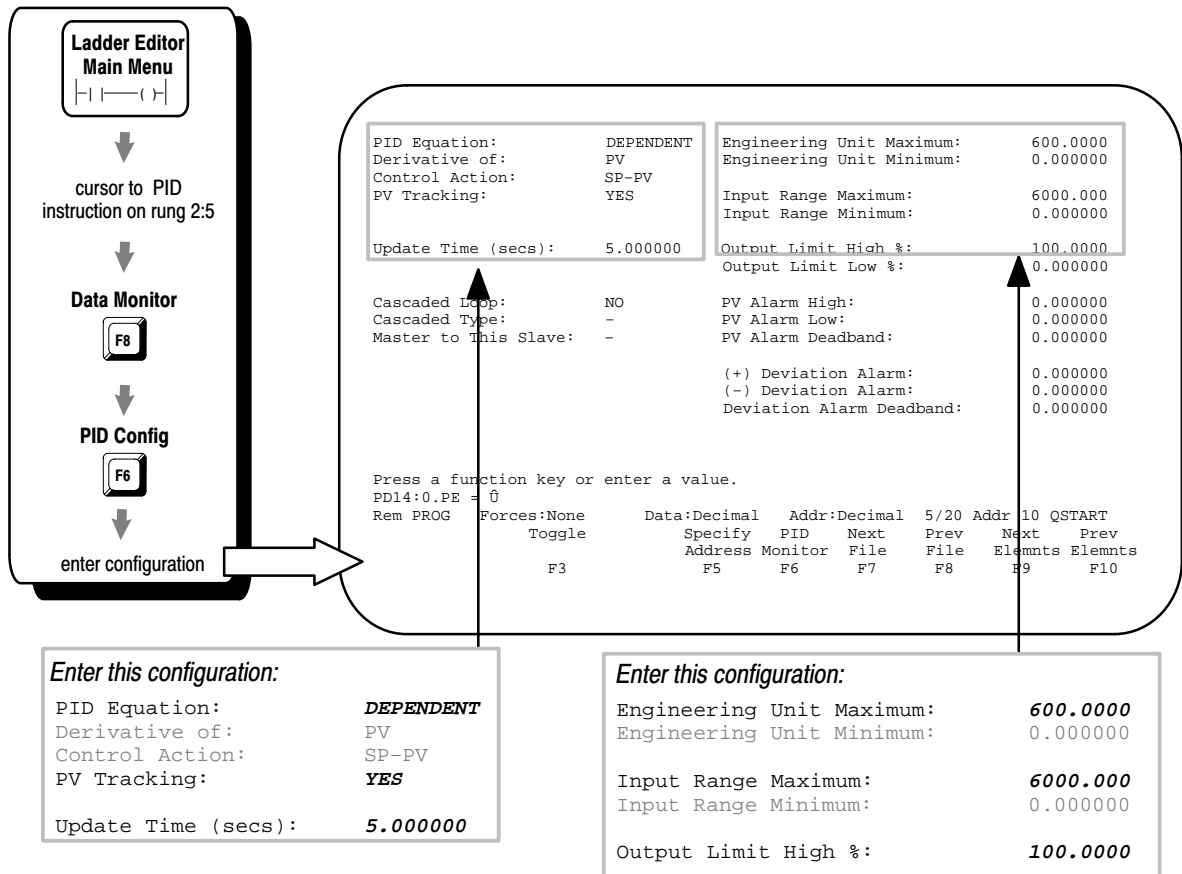 Ladder Editor
Main Menu
cursor to PID
instruction on rung 2:5
Data Monitor
F8
PID Config
F6
enter configuration
PID Equation: DEPENDENT Engineering Unit Maximum: 600.0000
Derivative of: PV Engineering Unit Minimum: 0.000000
Control Action: SP-PV
PV Tracking: YES Input Range Maximum: 6000.000
Input Range Minimum: 0.000000
Update Time (secs): 5.000000 Output Limit High %: 100.0000
Output Limit Low %: 0.000000
Cascaded Loop: NO PV Alarm High: 0.000000
Cascaded Type: - PV Alarm Low: 0.000000
Master to This Slave: - PV Alarm Deadband: 0.000000
(+) Deviation Alarm: 0.000000
(-) Deviation Alarm: 0.000000
Deviation Alarm Deadband: 0.000000
Press a function key or enter a value.
PD14:0.PE = Û
Rem PROG Forces:None Data:Decimal Addr:Decimal 5/20 Addr 10 QSTART
Toggle Specify PID Next Prev Next Prev
Address Monitor File File Elemnts Elemnts
F3 F5 F6 F7 F8 F9 F10
Enter this configuration:
PID Equation: DEPENDENT
Derivative of: PV
Control Action: SP-PV
PV Tracking: YES
Update Time (secs): 5.000000
Enter this configuration:
Engineering Unit Maximum: 600.0000
Engineering Unit Minimum: 0.000000
Input Range Maximum: 6000.000
Input Range Minimum: 0.000000
Output Limit High %: 100.0000